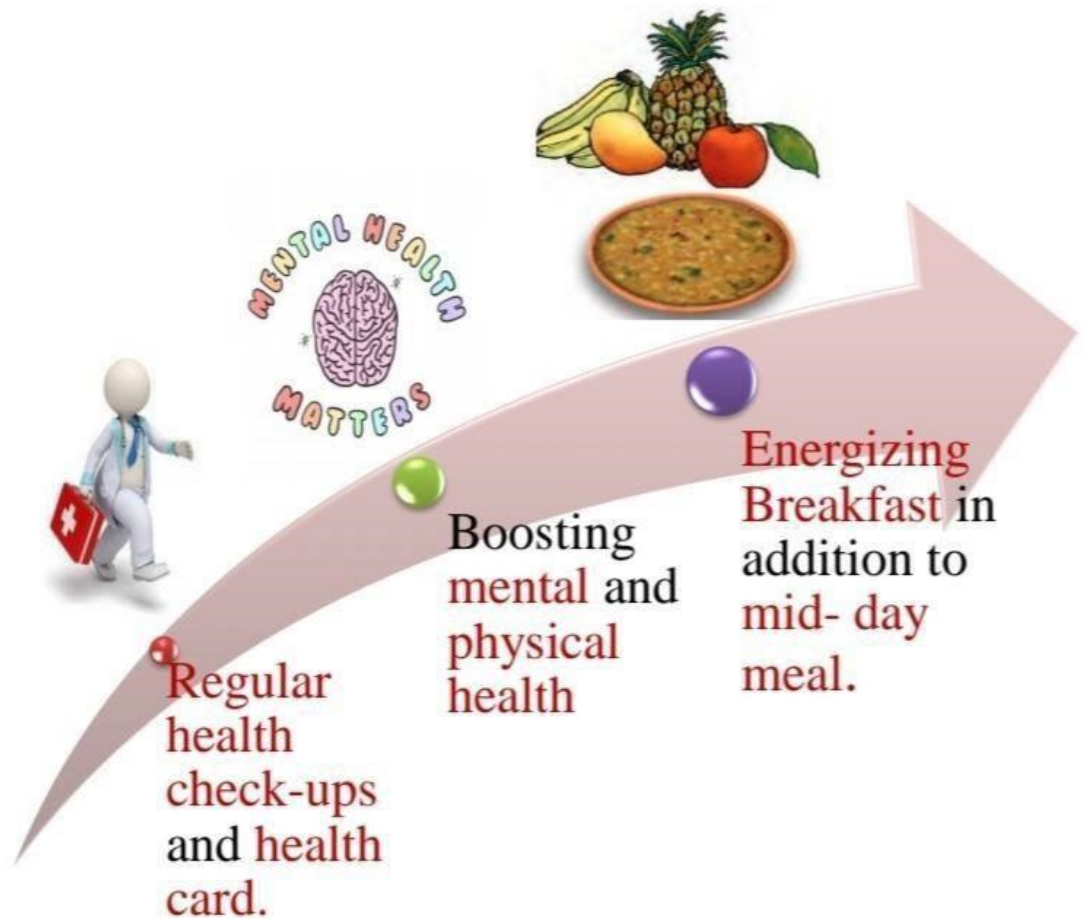 MENTAL HEALTH
MATTERS
Regular
health
check-ups
and health
card.
Boosting
mental and
physical
health
Energizing
Breakfast in
addition to
mid- day
meal.